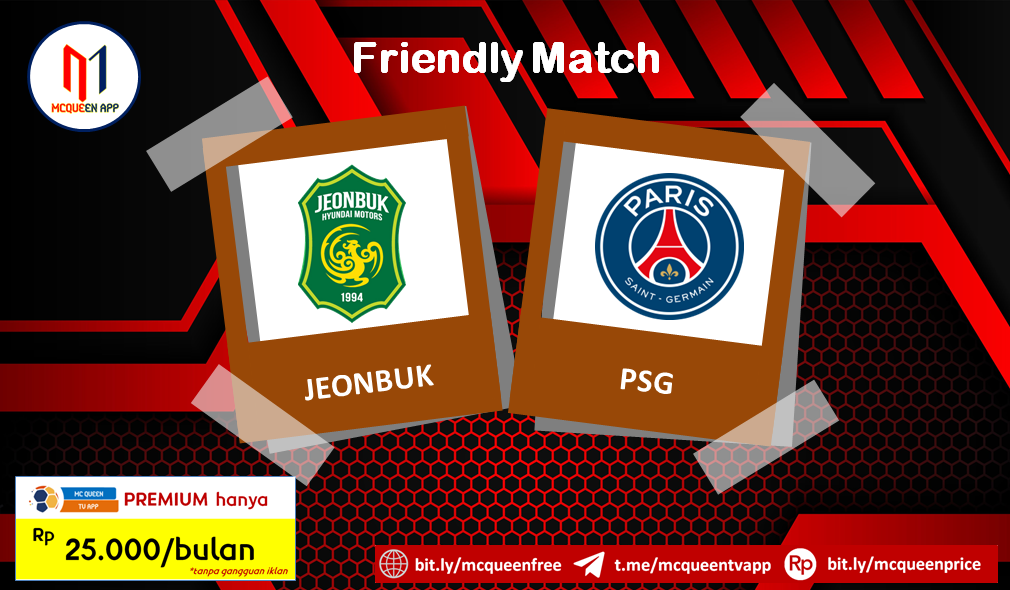 Friendly Match
MCQUEEN APP
JEONBUK
HYUNDAI MOTORS
1994
JEONBUK
PARIS
SAINT - GERMAIN
PSG
MC QUEEN
TV APP
PREMIUM hanya
Rp 25.000/bulan
*tanpa gangguan iklan
bit.ly/mcqueenfree
t.me/mcqueentvapp
Rp bit.ly/mcqueenprice